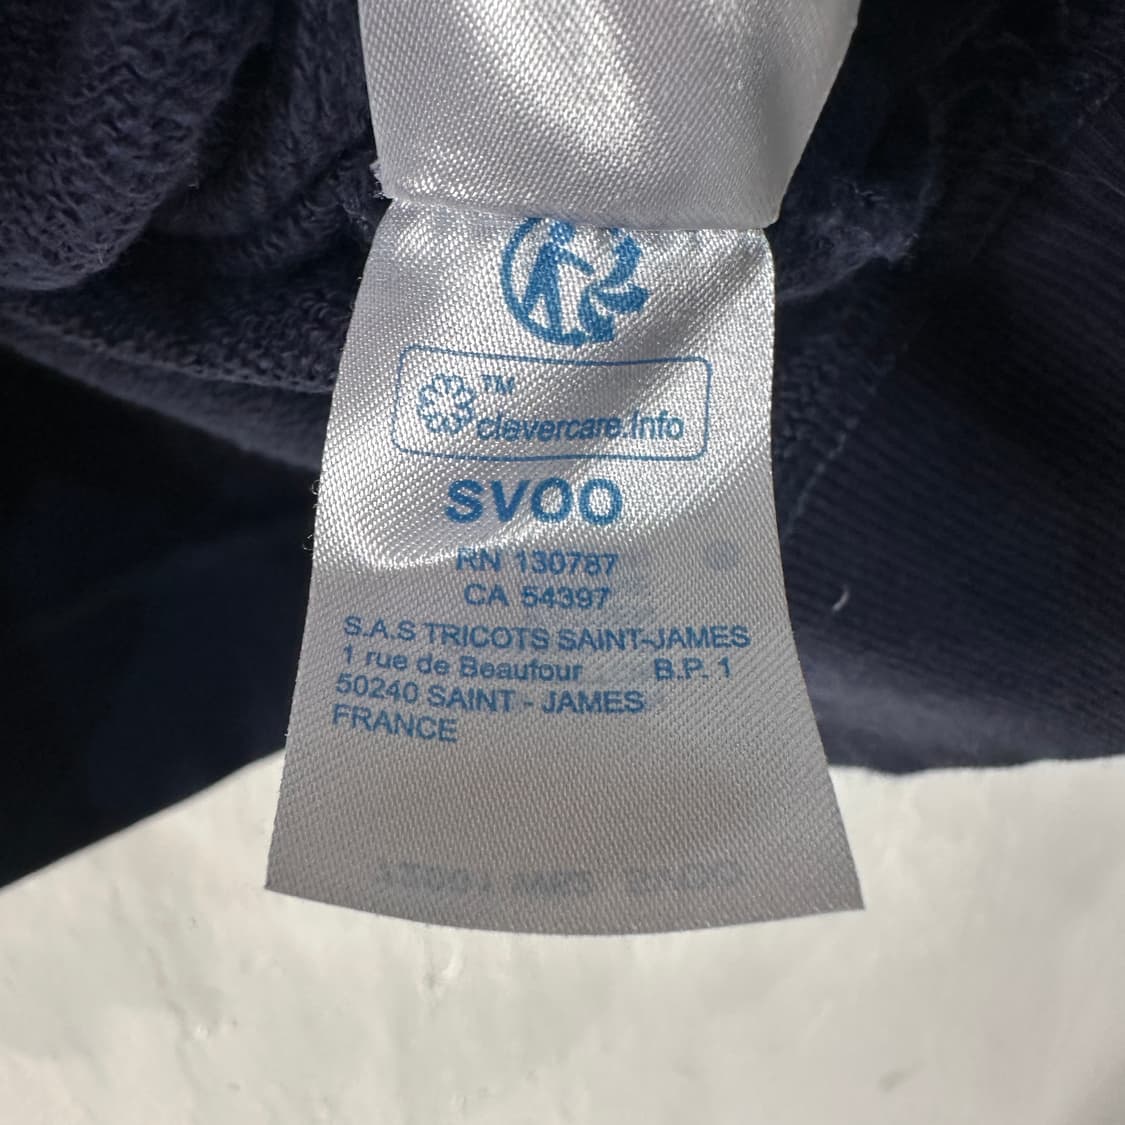 TM
clevercare.info
SVOO
RN 130787
CA 54397
S.A.S TRICOTS SAINT-JAMES
1 rue de Beaufour B.P. 1
50240 SAINT - JAMES
FRANCE